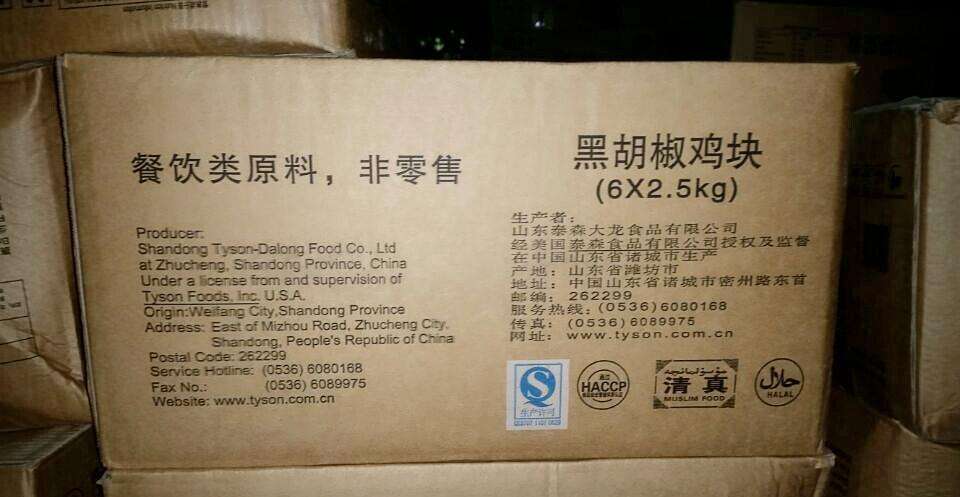 餐饮类原料，非零售
Producer:
Shandong Tyson-Dalong Food Co., Ltd
at Zhucheng, Shandong Province, China
Under a license from and supervision of
Tyson Foods, Inc. U.S.A.
Origin:Weifang City,Shandong Province
Address: East of Mizhou Road, Zhucheng City,
Shandong, People's Republic of China
Postal Code: 262299
Service Hotline: (0536) 6080168
Fax No.: (0536) 6089975
Website: www.tyson.com.cn
黑胡椒鸡块
(6X2.5kg)
生产者:
山东泰森大龙食品有限公司
经美国泰森食品有限公司授权及监督
在中国山东省诸城市生产
产地: 山东省潍坊市
地址: 中国山东省诸城市密州路东首
邮编: 262299
服务热线: (0536) 6080168
传真: (0536) 6089975
网址: www.tyson.com.cn
生产许可
HACCP
清真
MUSLIM FOOD
حلال
HALAL